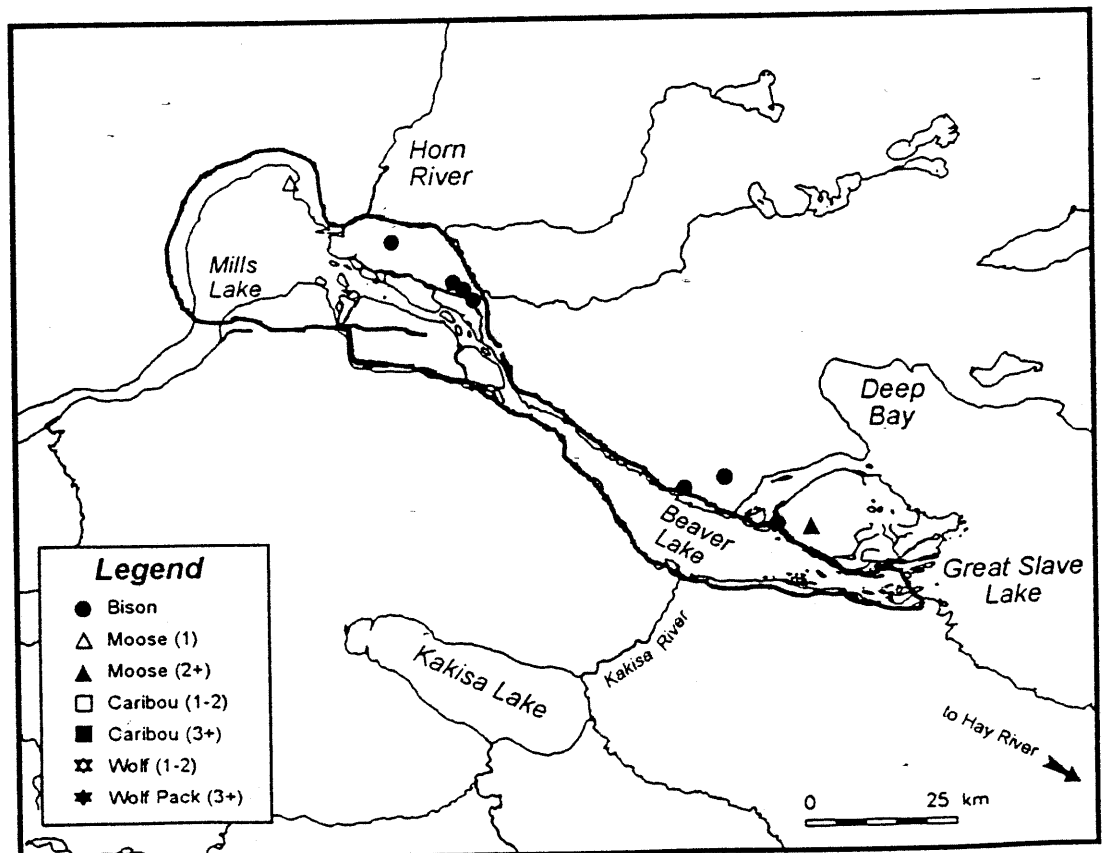 Horn
River
Mills
Lake
Deep
Bay
Beaver
Lake
Great Slave
Lake
Kakisa River
Kakisa Lake
to Hay River
Legend
Bison
Moose (1)
Moose (2+)
Caribou (1-2)
Caribou (3+)
Wolf (1-2)
Wolf Pack (3+)
0 25 km